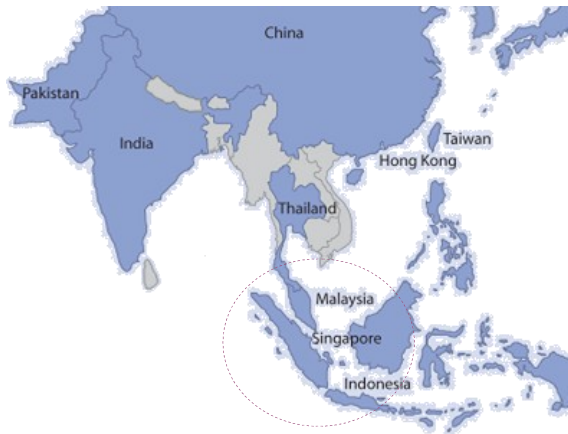 China
Pakistan
India
Taiwan
Hong Kong
Thailand
Malaysia
Singapore
Indonesia